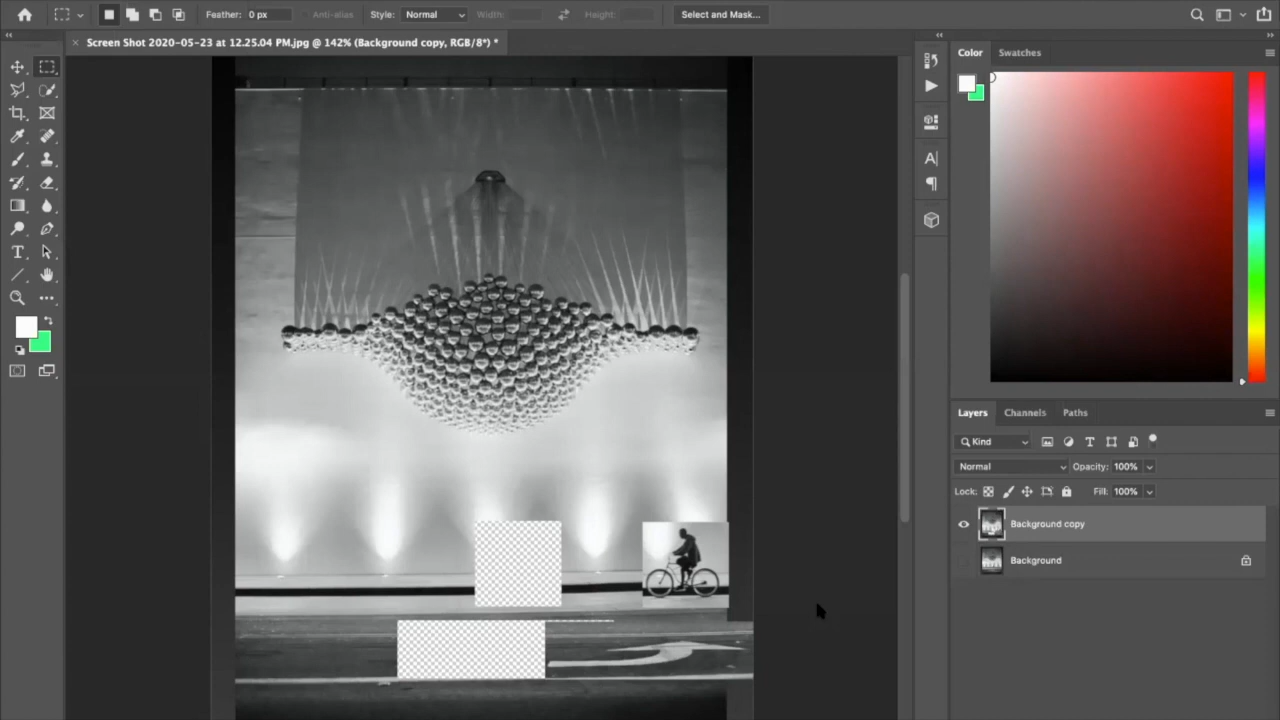 Feather: 0 px Anti-alias Style: Normal Width: Height: Select and Mask...
× Screen Shot 2020-05-23 at 12.25.04 PM.jpg @ 142% (Background copy, RGB/8*) *
Color Swatches
Layers Channels Paths
Kind
Normal Opacity: 100%
Lock: Fill: 100%
Background copy
Background